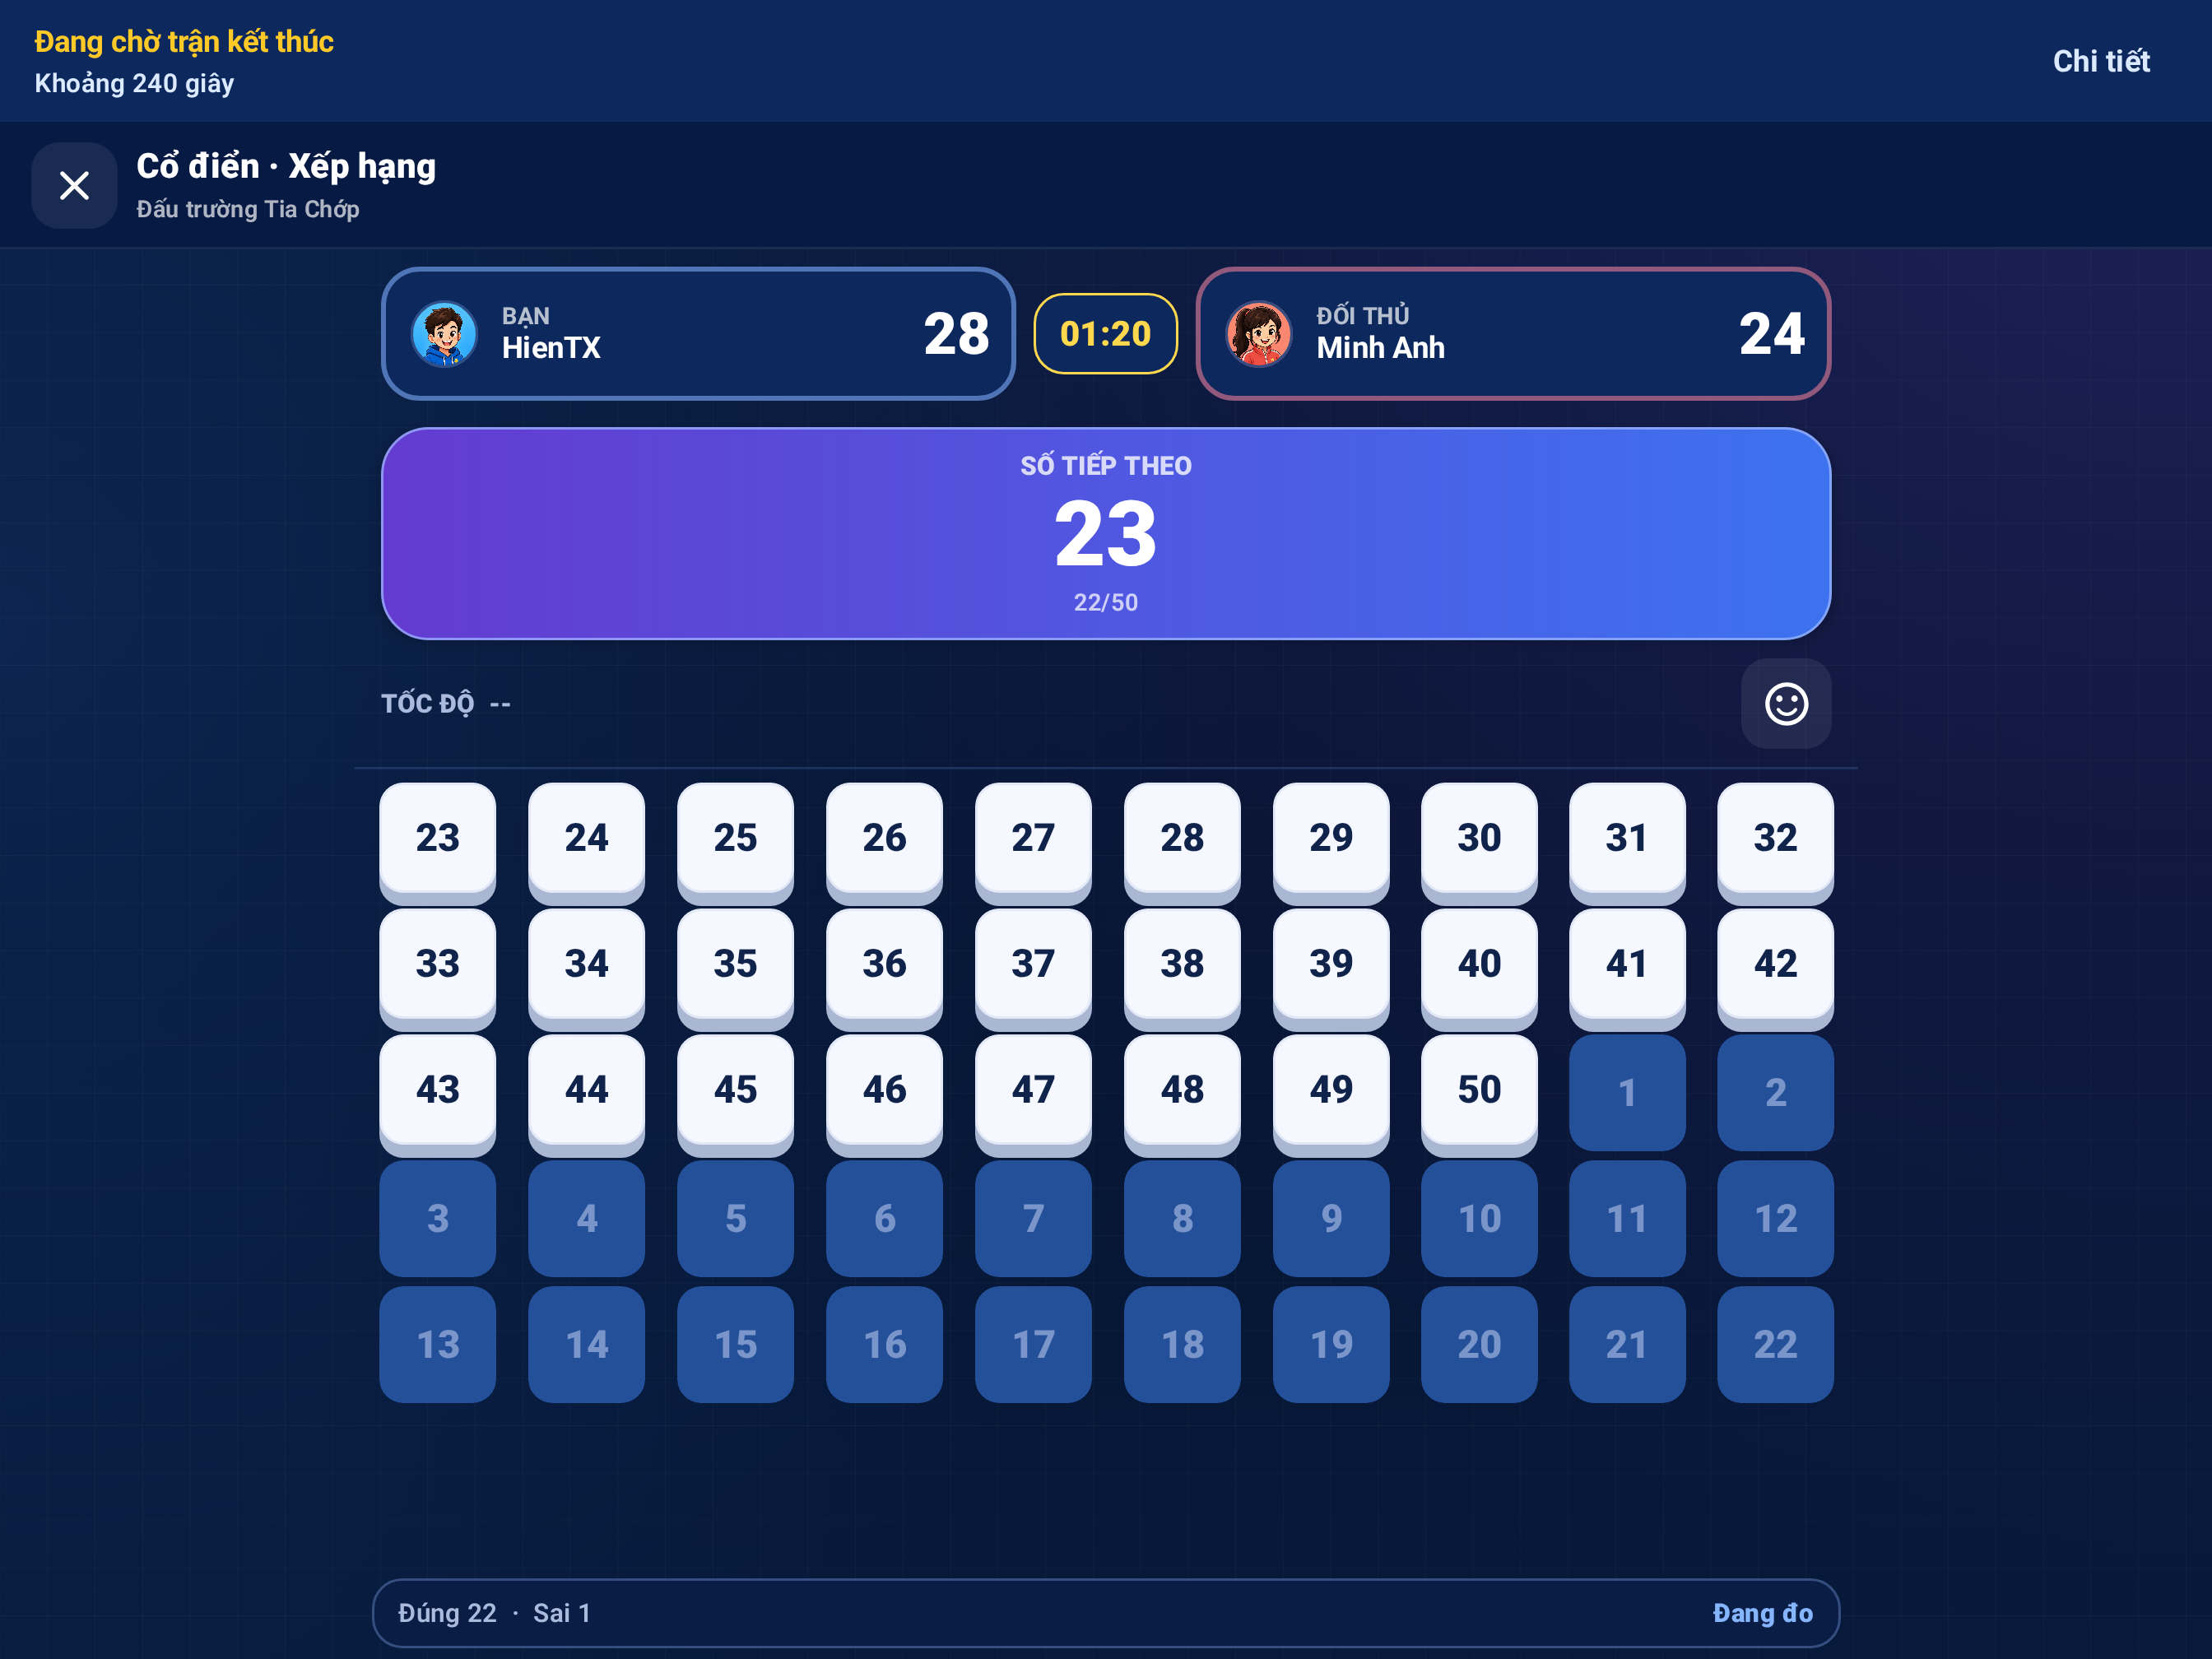 Đang chờ trận kết thúc
Khoảng 240 giây
Chi tiết
Cổ điển · Xếp hạng
Đấu trường Tia Chớp
BẠN
HienTX
28
01:20
ĐỐI THỦ
Minh Anh
24
SỐ TIẾP THEO
23
22/50
TỐC ĐỘ --
23 24 25 26 27 28 29 30 31 32
33 34 35 36 37 38 39 40 41 42
43 44 45 46 47 48 49 50 1 2
3 4 5 6 7 8 9 10 11 12
13 14 15 16 17 18 19 20 21 22
Đúng 22 · Sai 1
Đang đo